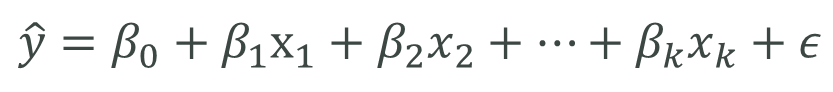 ŷ = β₀ + β₁x₁ + β₂x₂ + ⋯ + βₖxₖ + ϵ